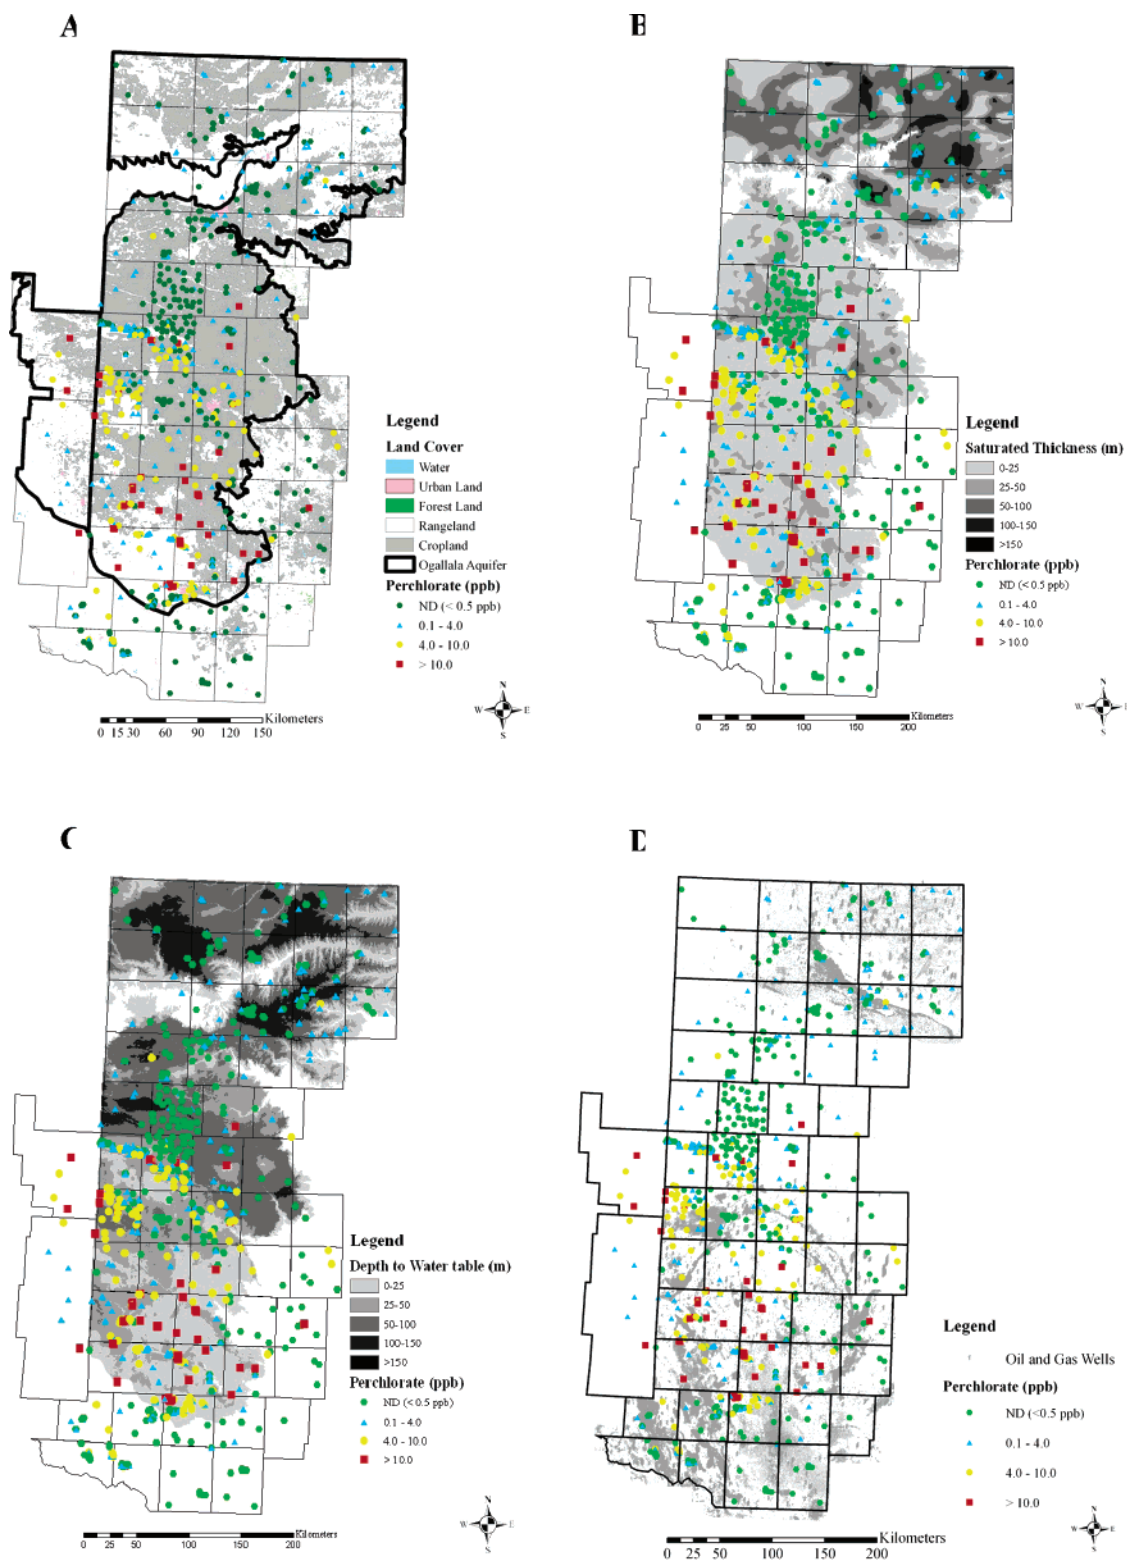 A
Legend
Land Cover
Water
Urban Land
Forest Land
Rangeland
Cropland
Ogallala Aquifer
Perchlorate (ppb)
ND (< 0.5 ppb)
0.1 - 4.0
4.0 - 10.0
> 10.0
N
W E
S
Kilometers
0 15 30 60 90 120 150
B
Legend
Saturated Thickness (m)
0-25
25-50
50-100
100-150
>150
Perchlorate (ppb)
ND (< 0.5 ppb)
0.1 - 4.0
4.0 - 10.0
> 10.0
N
W E
S
Kilometers
0 25 50 100 150 200
C
Legend
Depth to Water table (m)
0-25
25-50
50-100
100-150
>150
Perchlorate (ppb)
ND (< 0.5 ppb)
0.1 - 4.0
4.0 - 10.0
> 10.0
N
W E
S
Kilometers
0 25 50 100 150 200
D
Legend
Oil and Gas Wells
Perchlorate (ppb)
ND (<0.5 ppb)
0.1 - 4.0
4.0 - 10.0
> 10.0
N
W E
S
Kilometers
0 25 50 100 150 200